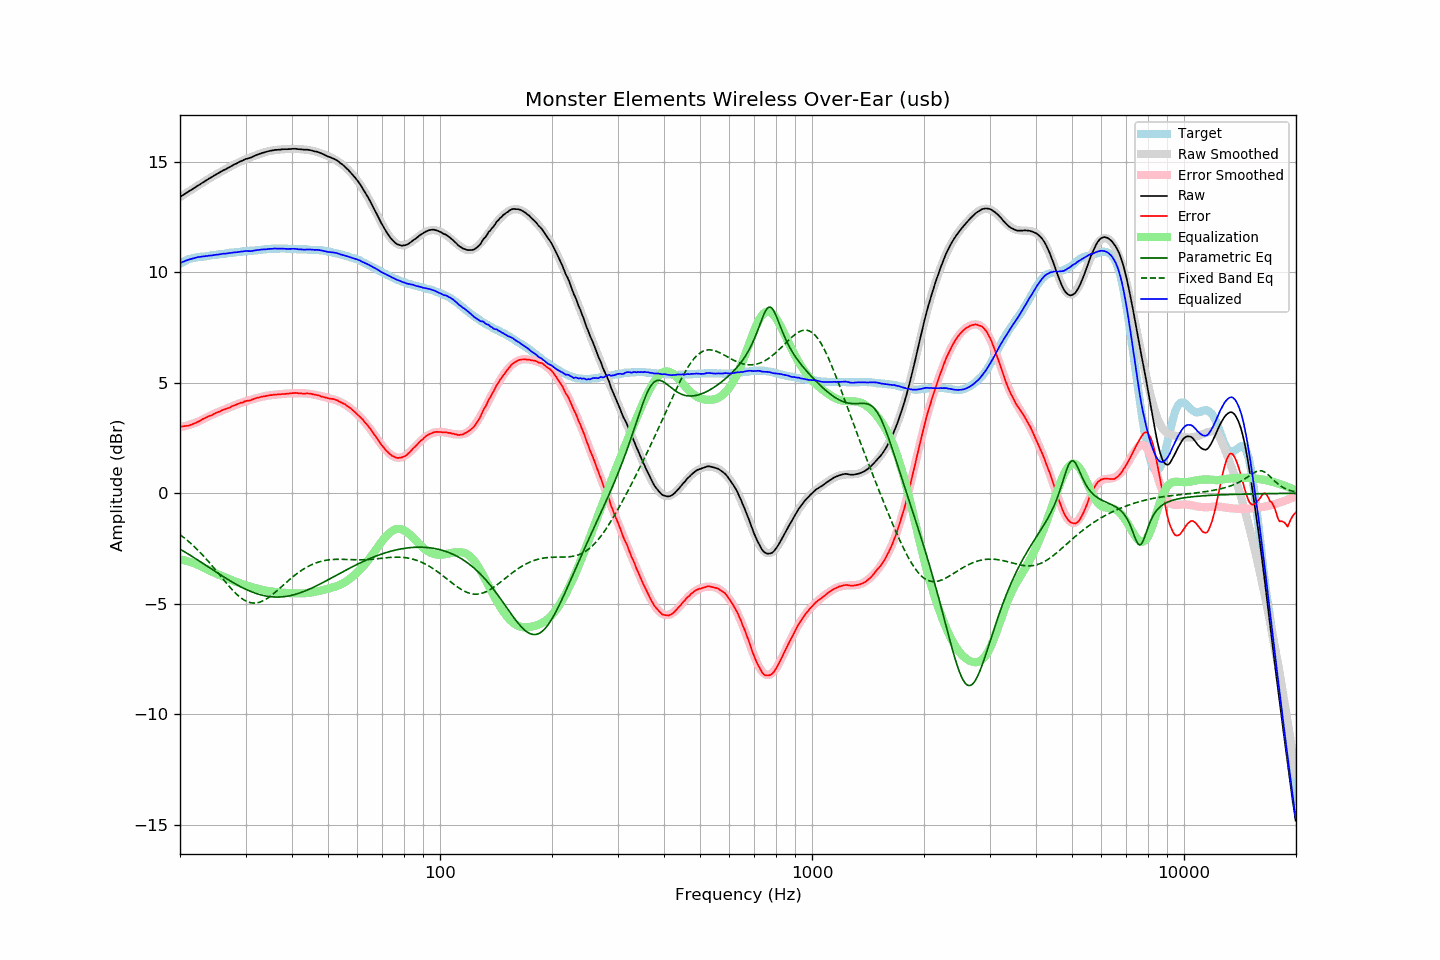 Monster Elements Wireless Over-Ear (usb)
Target
Raw Smoothed
Error Smoothed
Raw
Error
Equalization
Parametric Eq
Fixed Band Eq
Equalized
Amplitude (dBr)
15
10
5
0
−5
−10
−15
100
1000
10000
Frequency (Hz)